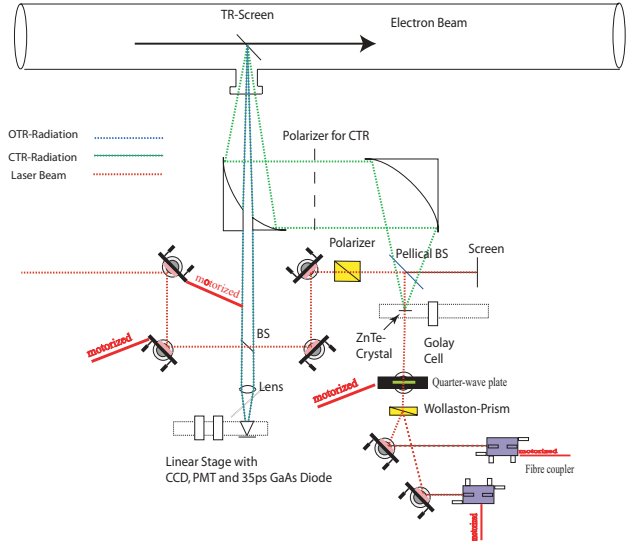 TR-Screen
Electron Beam
OTR-Radiation
CTR-Radiation
Laser Beam
Polarizer for CTR
Polarizer
Pellical BS
Screen
motorized
motorized
BS
ZnTe-
Crystal
Golay
Cell
Lens
motorized
Quarter-wave plate
Wollaston-Prism
Linear Stage with
CCD, PMT and 35ps GaAs Diode
motorized
Fibre coupler
motorized